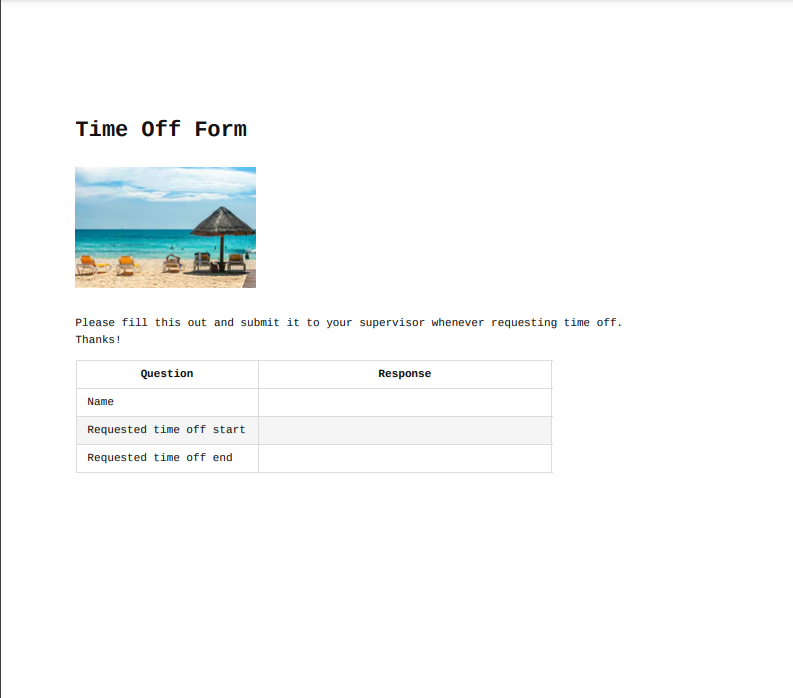 Time Off Form
Please fill this out and submit it to your supervisor whenever requesting time off.
Thanks!
Question Response
Name
Requested time off start
Requested time off end